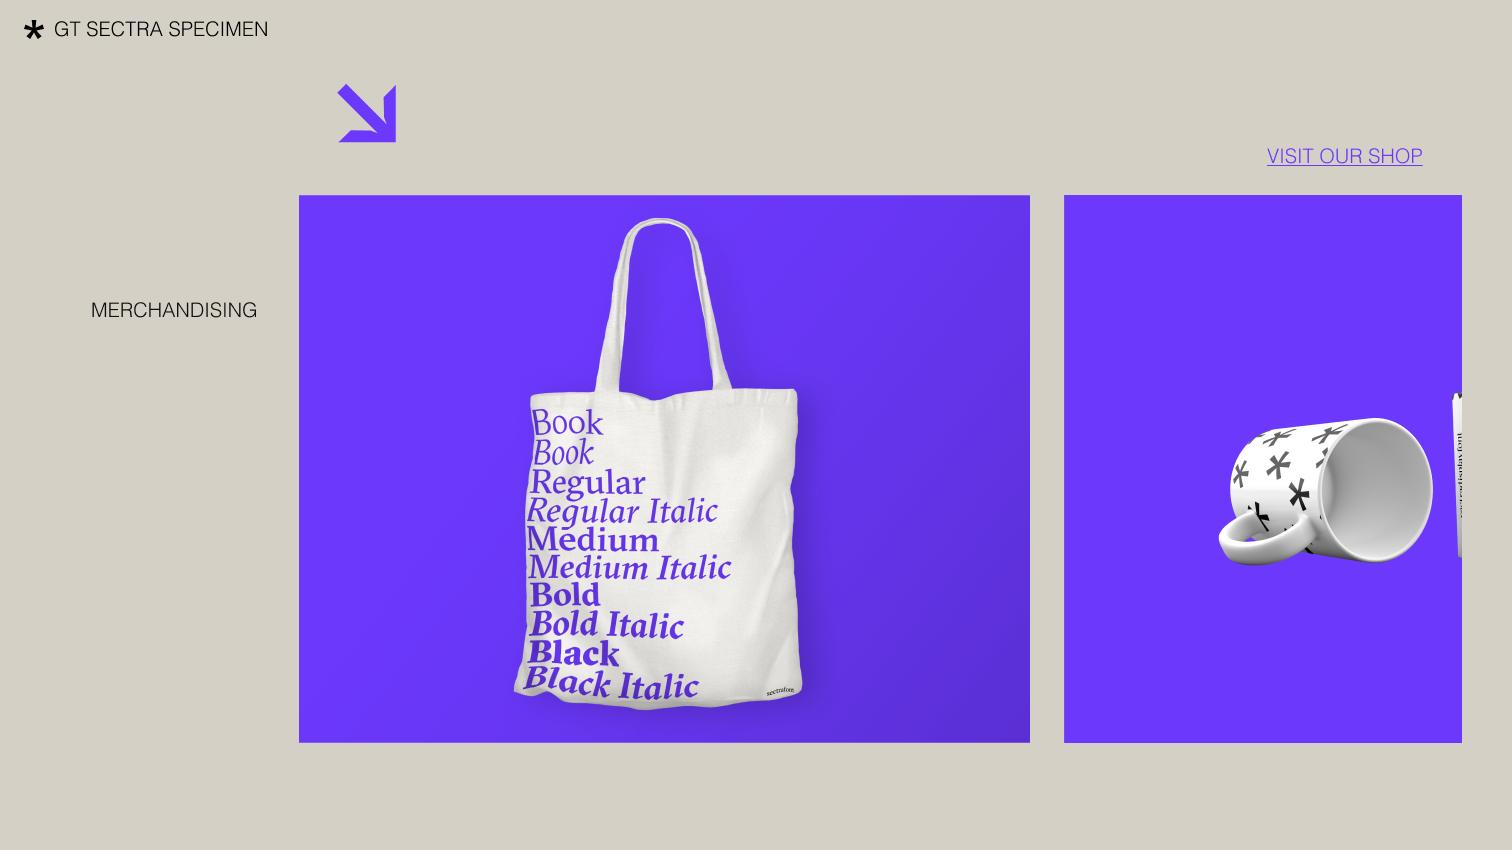 GT SECTRA SPECIMEN
VISIT OUR SHOP
MERCHANDISING
Book
Book
Regular
Regular Italic
Medium
Medium Italic
Bold
Bold Italic
Black
Black Italic
sectrafont